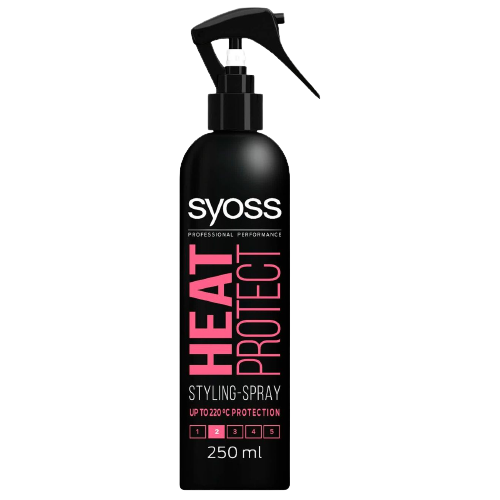 syoss
PROFESSIONAL PERFORMANCE
HEAT
PROTECT
STYLING-SPRAY
UP TO 220°C PROTECTION
1 2 3 4 5
250 ml